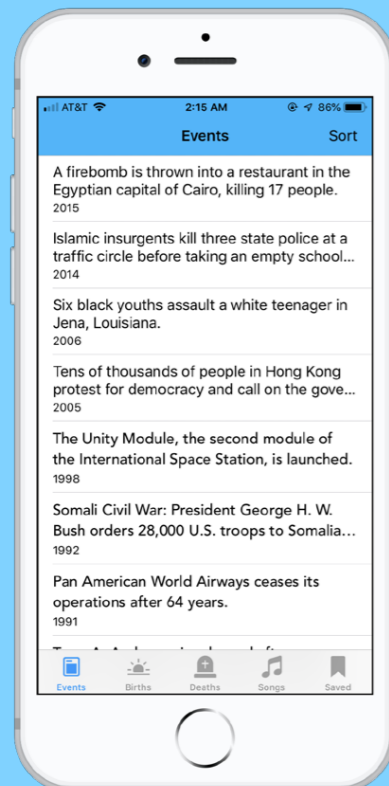 AT&T 2:15 AM 86%
Events Sort
A firebomb is thrown into a restaurant in the
Egyptian capital of Cairo, killing 17 people.
2015
Islamic insurgents kill three state police at a
traffic circle before taking an empty school...
2014
Six black youths assault a white teenager in
Jena, Louisiana.
2006
Tens of thousands of people in Hong Kong
protest for democracy and call on the gove...
2005
The Unity Module, the second module of
the International Space Station, is launched.
1998
Somali Civil War: President George H. W.
Bush orders 28,000 U.S. troops to Somalia...
1992
Pan American World Airways ceases its
operations after 64 years.
1991
Events Births Deaths Songs Saved